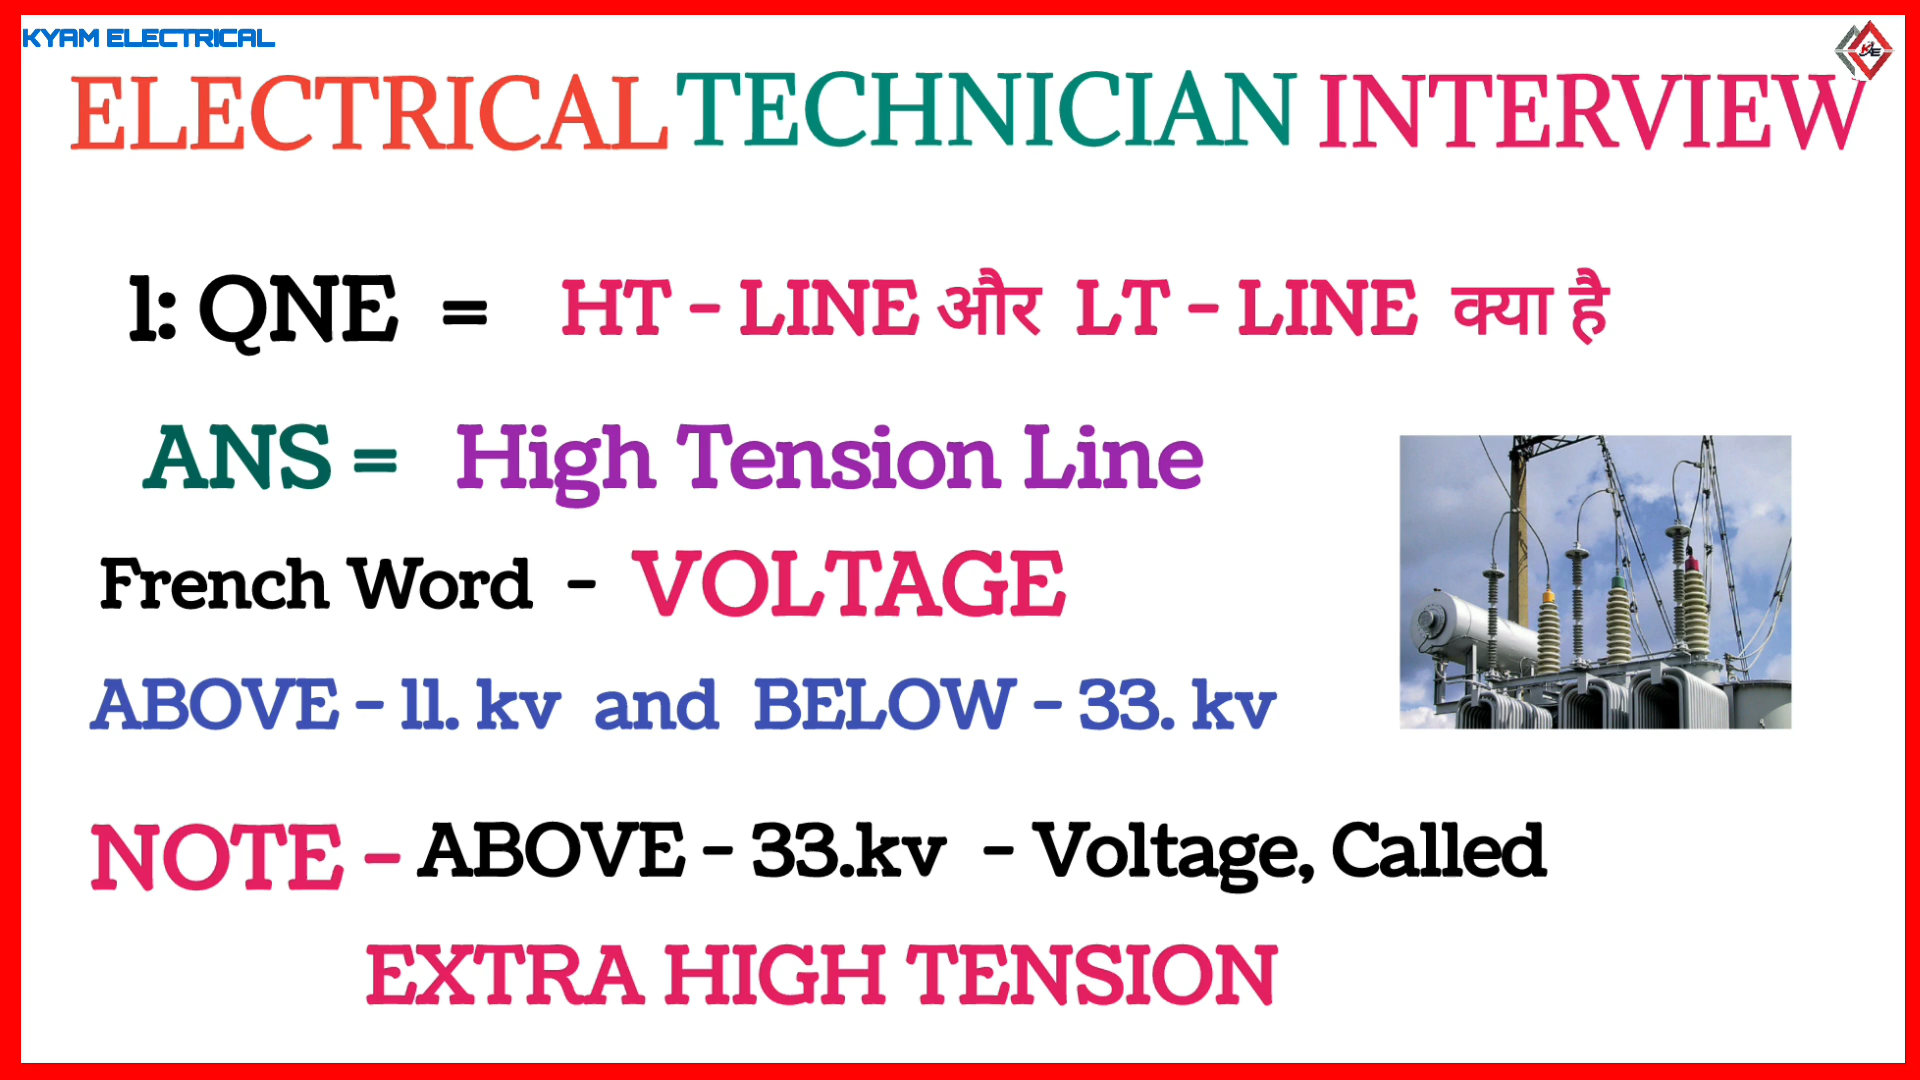 KYAM ELECTRICAL
ELECTRICAL TECHNICIAN INTERVIEW
1: QNE = HT - LINE और LT - LINE क्या है
ANS = High Tension Line
French Word - VOLTAGE
ABOVE - 11. kv and BELOW - 33. kv
NOTE - ABOVE - 33.kv - Voltage, Called
EXTRA HIGH TENSION